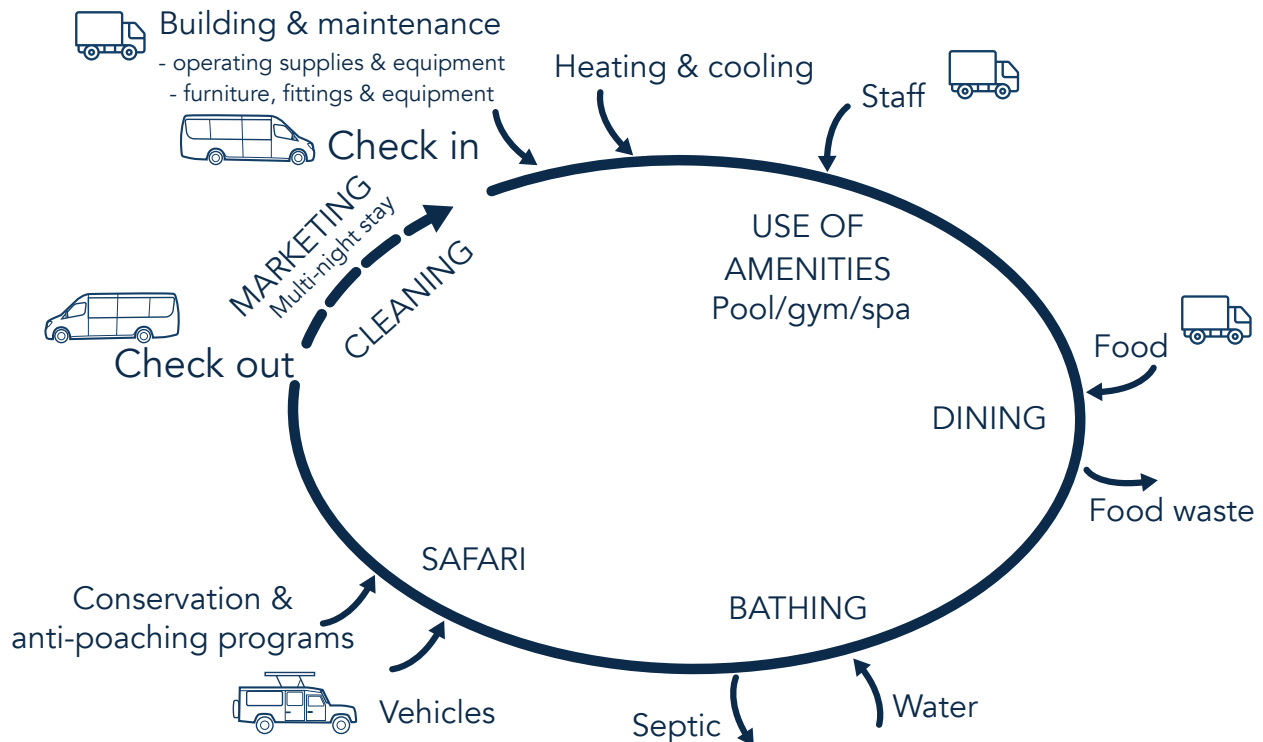 Building & maintenance
- operating supplies & equipment
- furniture, fittings & equipment
Heating & cooling
Staff
Check in
MARKETING
Multi-night stay
CLEANING
USE OF
AMENITIES
Pool/gym/spa
Check out
Food
DINING
Food waste
SAFARI
BATHING
Conservation &
anti-poaching programs
Vehicles
Septic
Water